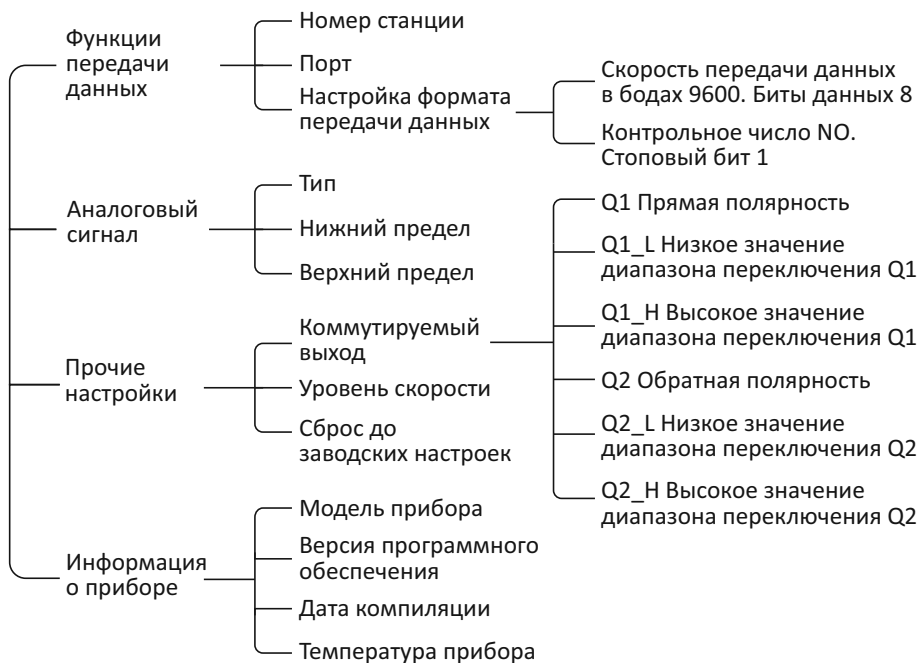 Функции
передачи
данных
Номер станции
Порт
Настройка формата
передачи данных
Скорость передачи данных
в бодах 9600. Биты данных 8
Контрольное число NO.
Стоповый бит 1
Аналоговый
сигнал
Тип
Нижний предел
Верхний предел
Прочие
настройки
Коммутируемый
выход
Q1 Прямая полярность
Q1_L Низкое значение
диапазона переключения Q1
Q1_H Высокое значение
диапазона переключения Q1
Q2 Обратная полярность
Q2_L Низкое значение
диапазона переключения Q2
Q2_H Высокое значение
диапазона переключения Q2
Уровень скорости
Сброс до
заводских настроек
Информация
о приборе
Модель прибора
Версия программного
обеспечения
Дата компиляции
Температура прибора